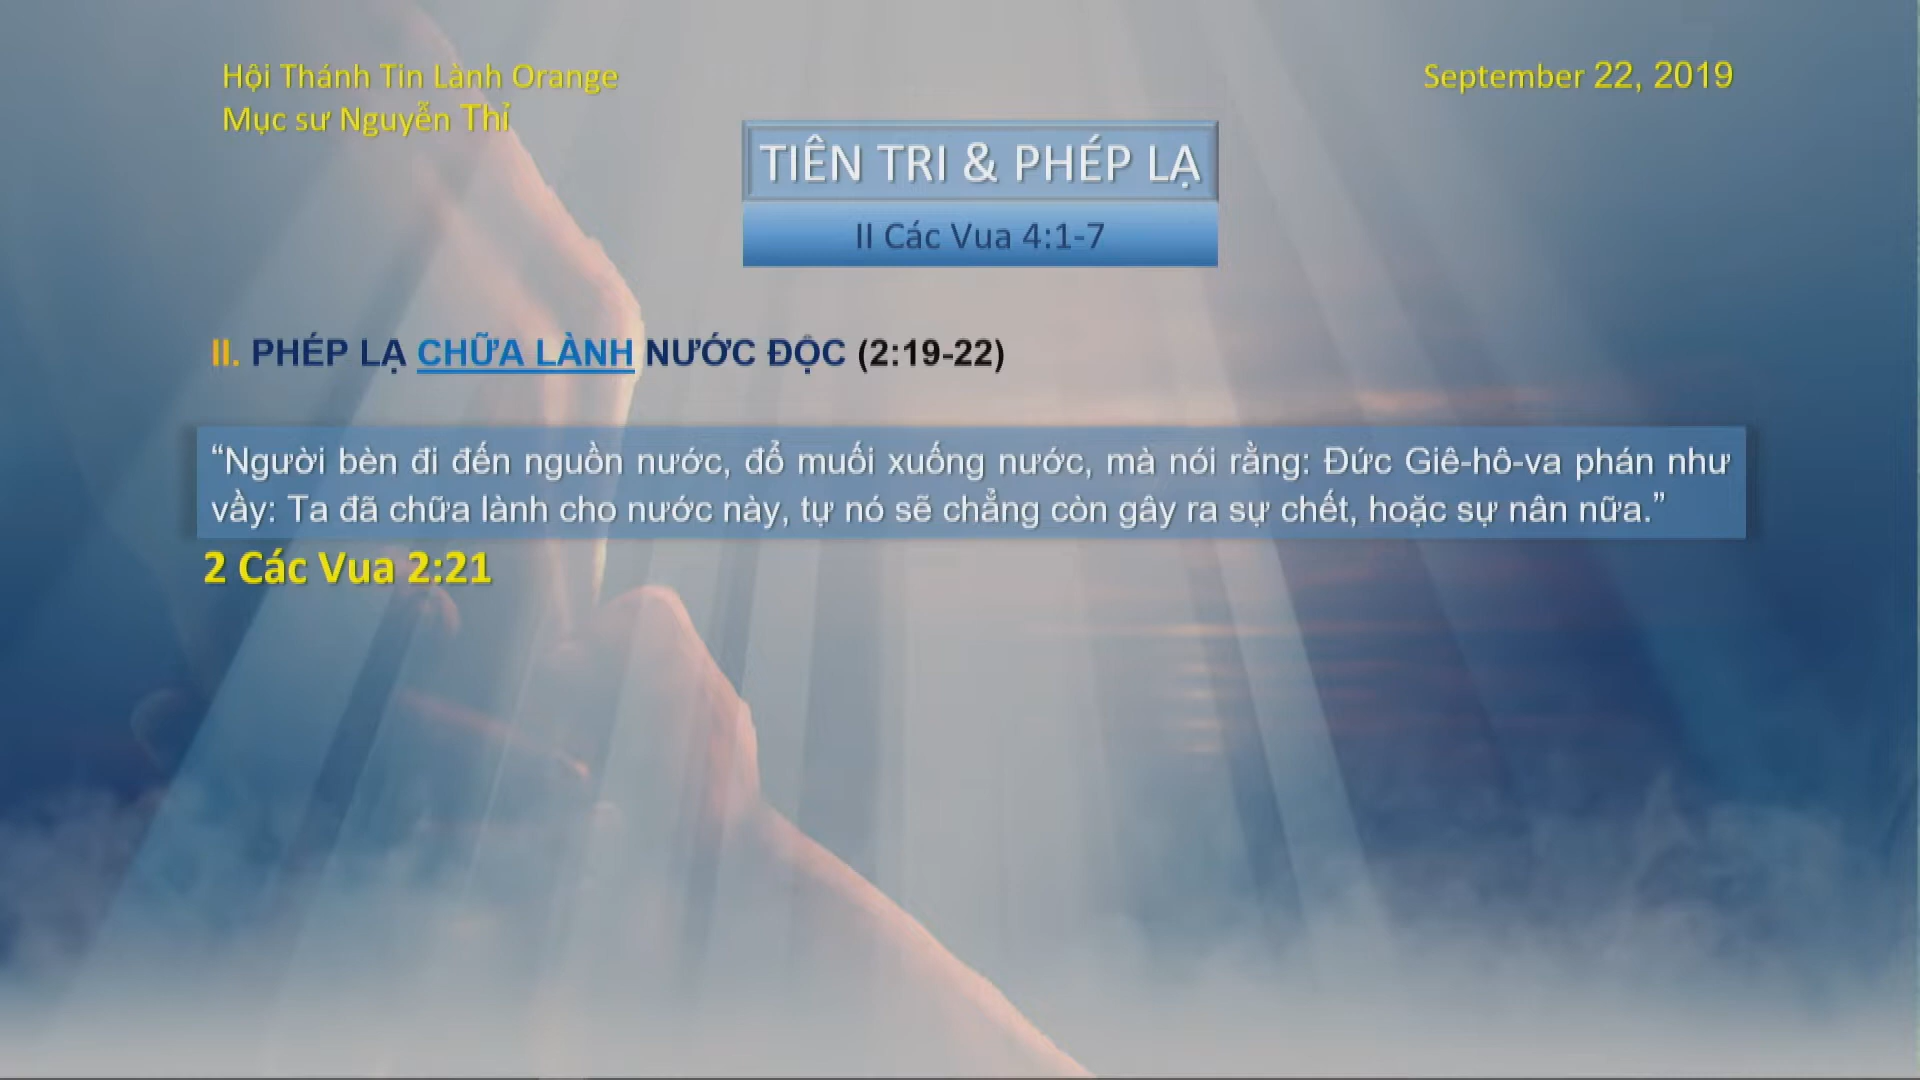 Hội Thánh Tin Lành Orange
Mục sư Nguyễn Thỉ
September 22, 2019
TIÊN TRI & PHÉP LẠ
II Các Vua 4:1-7
II. PHÉP LẠ CHỮA LÀNH NƯỚC ĐỘC (2:19-22)
“Người bèn đi đến nguồn nước, đổ muối xuống nước, mà nói rằng: Đức Giê-hô-va phán như
vầy: Ta đã chữa lành cho nước này, tự nó sẽ chẳng còn gây ra sự chết, hoặc sự nân nữa.”
2 Các Vua 2:21